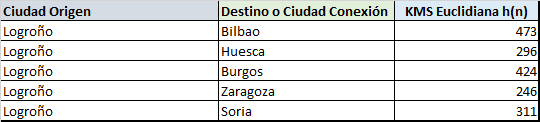 Ciudad Origen Destino o Ciudad Conexión KMS Euclidiana h(n)
Logroño Bilbao 473
Logroño Huesca 296
Logroño Burgos 424
Logroño Zaragoza 246
Logroño Soria 311